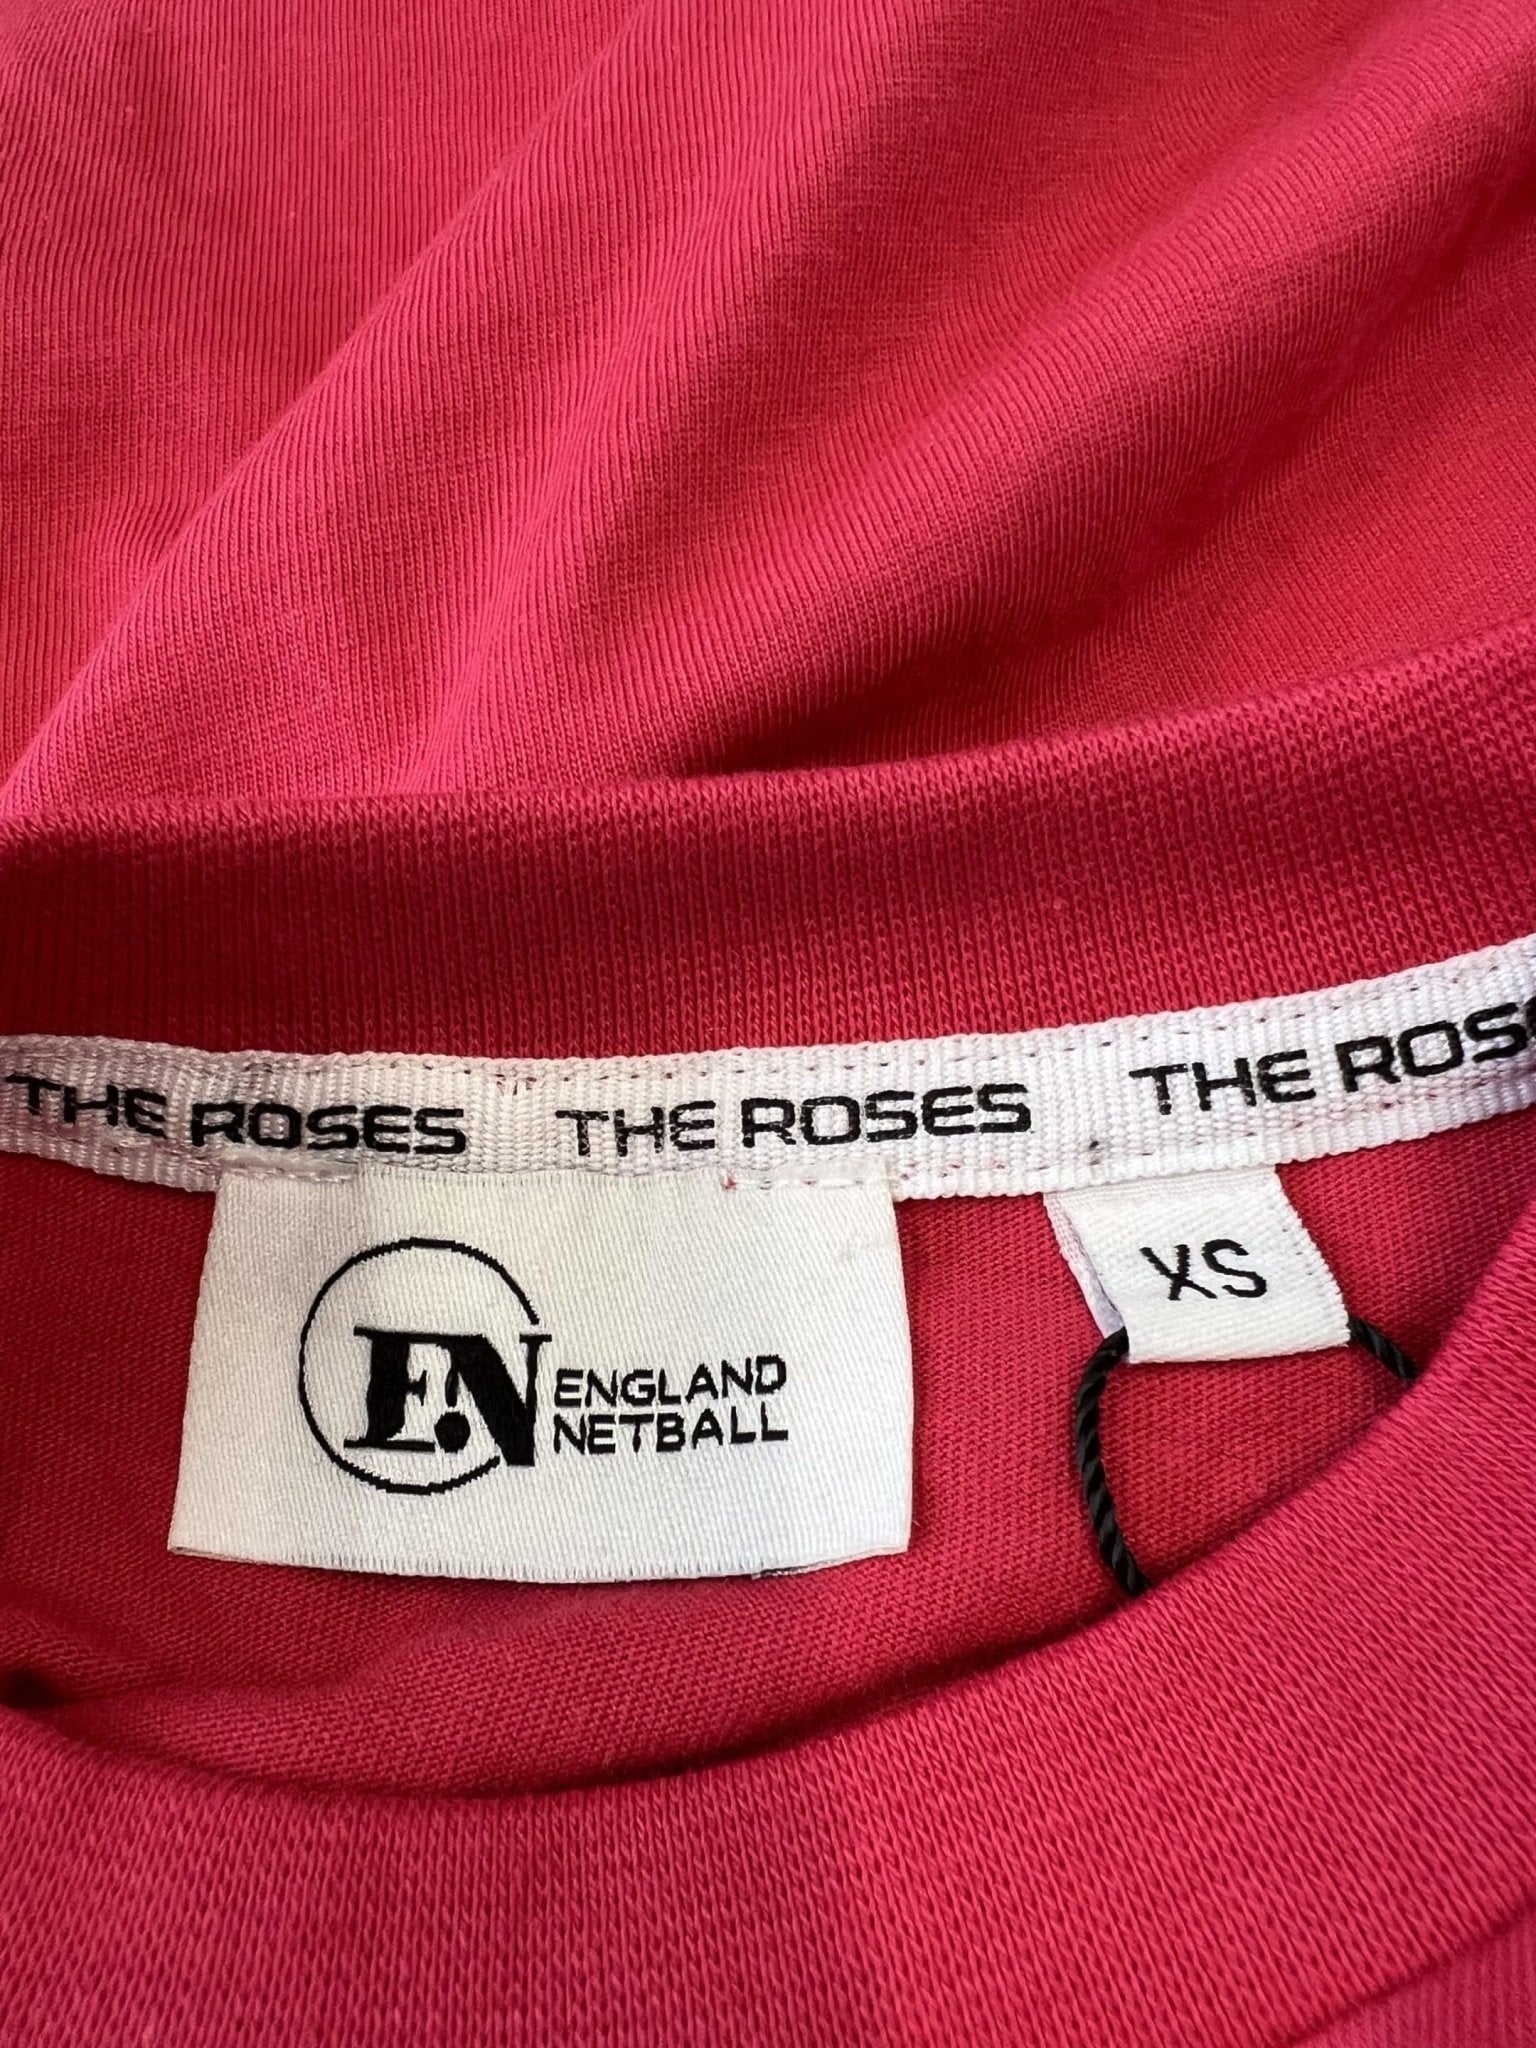 THE ROSES THE ROSES THE ROS
XS
EN ENGLAND
NETBALL